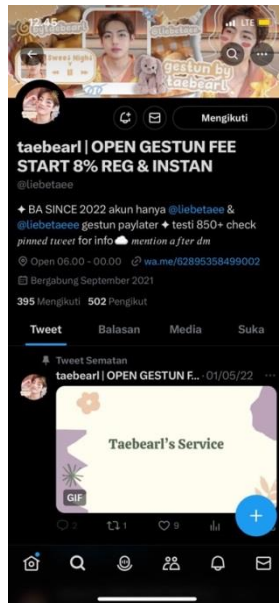 12.45
LTE
Sweet Night
@liebetaee
gestun by
taebearl
Mengikuti
taebearl | OPEN GESTUN FEE
START 8% REG & INSTAN
@liebetaee
✦ BA SINCE 2022 akun hanya @liebetaee &
@liebetaeee gestun paylater ✦ testi 850+ check
pinned tweet for info☁️ mention after dm
Open 06.00 - 00.00 wa.me/62895358499002
Bergabung September 2021
395 Mengikuti 502 Pengikut
Tweet Balasan Media Suka
Tweet Sematan
taebearl | OPEN GESTUN F... · 01/05/22
Taebearl's Service
GIF
2 1 9